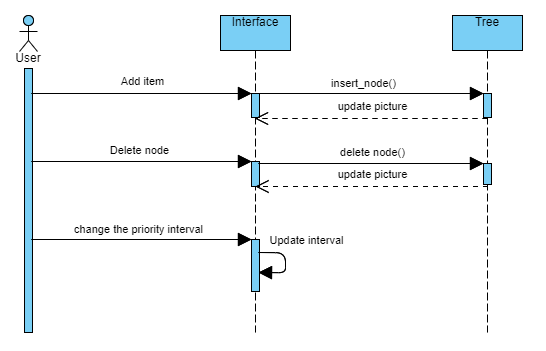 Interface
Tree
User
Add item
insert_node()
update picture
Delete node
delete node()
update picture
change the priority interval
Update interval